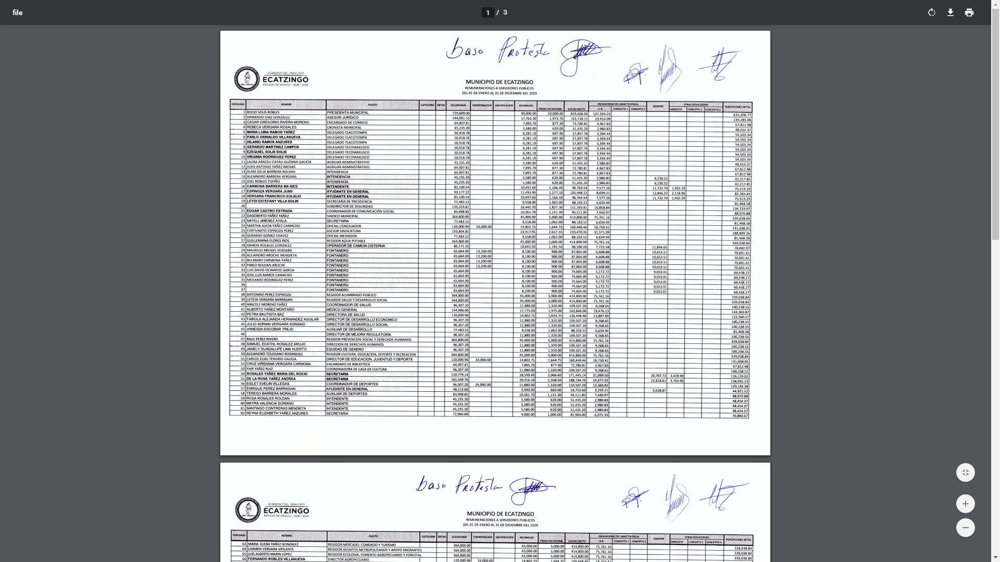 file
1 / 3
baso Protesta
GOBIERNO DEL MUNICIPIO
ECATZINGO
ESTADO DE MÉXICO | 2019 • 2021
MUNICIPIO DE ECATZINGO
REMUNERACIONES A SERVIDORES PUBLICOS
DEL 01 DE ENERO AL 31 DE DICIEMBRE DEL 2020
EMPLEADO NOMBRE PUESTO CATEGORIA DIETAS SUELDO BASE COMPENSACION GRATIFICACION AGUINALDO PRIMA VACACIONAL SUELDO BRUTO OBLIGACIONES DE CARÁCTER FISCAL ISSEMYM OTRAS DEDUCCIONES PERCEPCIONES NETAS
I.S.R. CONCEPTO 2 CONCEPTO 3 SINDICATO CONCEPTO 2 CONCEPTO 3
1 ROCIO SOLIS ROBLES PRESIDENTA MUNICIPAL 729,600.00 90,000.00 10,000.00 829,600.00 197,393.23 632,206.77
2 ARMANDO DIAZ GONZALEZ ASESOR JURIDICO 144,001.15 17,763.30 1,973.70 163,738.15 19,453.09 144,285.06
3 CESAR GREGORIO RIVERA MORENO ENCARGADO DE CORREOS 64,007.81 7,895.70 877.30 72,780.81 4,967.83 67,812.98
4 REBECA VERGARA ROSALES CRONISTA MUNICIPAL 45,235.20 5,580.00 620.00 51,435.20 2,980.83 48,454.37
5 MARIA LUISA RAMOS YAÑEZ DELEGADO TLACOTOMPA 50,918.78 6,281.10 697.90 57,897.78 3,394.44 54,503.34
6 PABLO OSWALDO VILLANUEVA DELEGADO TLACOTOMPA 50,918.78 6,281.10 697.90 57,897.78 3,394.44 54,503.34
7 HILARIO RAMOS ANZURES DELEGADO TLACOTOMPA 50,918.78 6,281.10 697.90 57,897.78 3,394.44 54,503.34
8 GERARDO MARTINEZ CAMPOS DELEGADO TECOMAXUSCO 50,918.78 6,281.10 697.90 57,897.78 3,394.44 54,503.34
9 EZEQUIEL SOLIS SOLIS DELEGADO TECOMAXUSCO 50,918.78 6,281.10 697.90 57,897.78 3,394.44 54,503.34
10 VIRGINIA RODRIGUEZ PEREZ DELEGADO TECOMAXUSCO 50,918.78 6,281.10 697.90 57,897.78 3,394.44 54,503.34
11 LAURA ARACELI CATALI GUZMAN GALICIA AUXILIAR ADMINISTRATIVO 45,235.20 5,580.00 620.00 51,435.20 2,980.83 48,454.37
12 JUAN ANTONIO YAÑEZ ARENAS AUXILIAR ADMINISTRATIVO 64,007.81 7,895.70 877.30 72,780.81 4,967.83 67,812.98
13 ALMA DELIA BARRERA ROLDAN INTENDENCIA 64,007.81 7,895.70 877.30 72,780.81 4,967.83 67,812.98
14 ALEJANDRO BARRERA VERGARA INTENDENCIA 45,235.20 5,580.00 620.00 51,435.20 2,980.83 6,236.52 42,217.85
15 JOEL ROBLES TUFIÑO INTENDENCIA 45,235.20 5,580.00 620.00 51,435.20 2,980.83 6,236.52 42,217.85
16 CARMONA BARRERA MA INES INTENDENTE 85,100.54 10,497.60 1,166.40 96,764.54 7,577.26 11,732.70 1,935.29 75,519.29
17 ESPINOZA VERGARA JUAN AYUDANTE EN GENERAL 93,177.22 11,493.90 1,277.10 105,948.22 8,699.21 12,846.22 2,118.96 82,283.83
18 VERGARA FRANCISCO EULALIO AYUDANTE EN GENERAL 85,100.54 10,497.60 1,166.40 96,764.54 7,577.26 11,732.70 1,935.29 75,519.29
19 LEYDI ESTEFANY VILLA SOLIR SECRECARIA DE PRESIDENCIA 77,483.52 9,558.00 1,062.00 88,103.52 6,634.94 81,468.58
20 SUBDIRECTOR DE SEGURIDAD 133,319.81 16,445.70 1,827.30 151,592.81 16,858.84 134,733.97
21 EDGAR CASTRO ESTRADA COORDINADOR DE COMUNICACIÓN SOCIAL 83,998.85 10,361.70 1,151.30 95,511.85 7,440.97 88,070.88
22 DAGOBERTO YAÑEZ YAÑEZ SINDICO MUNICIPAL 364,800.00 45,000.00 5,000.00 414,800.00 75,761.16 339,038.84
23 NAYELI JIMENEZ AYALA SECRETARIA 77,483.52 9,558.00 1,062.00 88,103.52 6,634.94 81,468.58
24 MARTHA ALICIA YAÑEZ CAMACHO OFICIAL CONCILIADOR 120,000.96 24,000.00 14,802.75 1,644.75 160,448.46 18,750.41 141,698.05
25 FORTUNATO ESPINOZA PEREZ ASESOR SINDICATURA 193,894.85 23,917.95 2,657.55 220,470.35 31,571.09 188,899.26
26 GERARDO GOMEZ CHAVEZ OFICIAL MEDIADOR 77,483.52 9,558.00 1,062.00 88,103.52 6,634.94 81,468.58
27 GUILLERMINA FLORES RIOS REGIDOR AGUA POTABLE 364,800.00 45,000.00 5,000.00 414,800.00 75,761.16 339,038.84
28 RAMON ROSALES GONZALEZ OPERADOR DE CAMION CISTERNA 86,275.20 10,642.50 1,182.50 98,100.20 7,722.58 11,894.65 78,482.97
29 MAURILIO ARENAS VERGARA FONTANERO 65,664.00 13,200.00 8,100.00 900.00 87,864.00 6,608.88 10,653.51 70,601.61
30 ALEJANDRO AROCHE MENDIETA FONTANERO 65,664.00 13,200.00 8,100.00 900.00 87,864.00 6,608.88 10,653.51 70,601.61
31 BULMARO CARMONA YAÑEZ FONTANERO 65,664.00 13,200.00 8,100.00 900.00 87,864.00 6,608.88 10,653.51 70,601.61
32 PABLO ROLDAN AROCHE FONTANERO 65,664.00 13,200.00 8,100.00 900.00 87,864.00 6,608.88 10,653.51 70,601.61
33 LUIS DAVID OCAMPOS GARCIA FONTANERO 65,664.00 8,100.00 900.00 74,664.00 5,172.72 9,053.01 60,438.27
34 JOSE LUIS RAMOS CAMACHO FONTANERO 65,664.00 8,100.00 900.00 74,664.00 5,172.72 9,053.01 60,438.27
35 MEDARDO RODRIGUEZ PEREZ FONTANERO 65,664.00 8,100.00 900.00 74,664.00 5,172.72 9,053.01 60,438.27
36 FONTANERO 65,664.00 8,100.00 900.00 74,664.00 5,172.72 9,053.01 60,438.27
37 FONTANERO 65,664.00 8,100.00 900.00 74,664.00 5,172.72 9,053.01 60,438.27
38 ANTONINO PEREZ ESPINOZA REGIDOR ALUMBRADO PUBLICO 364,800.00 45,000.00 5,000.00 414,800.00 75,761.16 339,038.84
39 LETICIA VERGARA BARRAGAN REGIDOR SALUD Y DESARROLLO SOCIAL 364,800.00 45,000.00 5,000.00 414,800.00 75,761.16 339,038.84
40 ARACELY MORENO YAÑEZ COORDINADOR DE SALUD 96,307.20 11,880.00 1,320.00 109,507.20 9,268.65 100,238.55
41 ALBERTO YAÑEZ MONTAÑO MEDICO GENERAL 144,096.00 17,775.00 1,975.00 163,846.00 19,476.13 144,369.87
42 PETRA BAUTISTA BAZ DIRECTORA DE SALUD 120,000.96 14,802.75 1,644.75 136,448.46 13,887.89 122,560.57
43 FABIOLA ALEJANDA HERNANDEZ AGUILAR DIRECTOR DE DESARROLLO ECONOMICO 96,307.20 11,880.00 1,320.00 109,507.20 9,268.65 100,238.55
44 JULIO ADRIAN VERGARA SORIANO DIRECTOR DE DESARROLLO SOCIAL 96,307.20 11,880.00 1,320.00 109,507.20 9,268.65 100,238.55
45 VANESSA ESCOBAR TREJO AUXILIAR DE DESARROLLO 77,483.52 9,558.00 1,062.00 88,103.52 6,634.94 81,468.58
46 DIRECTOR DE MEJORA REGULATORIA 96,307.20 11,880.00 1,320.00 109,507.20 9,268.65 100,238.55
47 RAUL PEREZ RIVERO REGIDOR PREVENCION SOCIAL Y DERECHOS HUMANOS 364,800.00 45,000.00 5,000.00 414,800.00 75,761.16 339,038.84
48 SAMUEL ECATHL ROSALEZ ARUJO DIRECCION DE DERECHOS HUMANOS 96,307.20 11,880.00 1,320.00 109,507.20 9,268.65 100,238.55
49 JANELY GUADALUPE LIMA HUERTO EQUIDAD DE GENERO 96,307.20 11,880.00 1,320.00 109,507.20 9,268.65 100,238.55
50 ALEJANDRO TOLEDANO RODRIGUEZ REGIDOR CULTURA, EDUCACION, DEPORTE Y RECREACION 364,800.00 45,000.00 5,000.00 414,800.00 75,761.16 339,038.84
51 CARLOS ELIAS TENORIO GALICIA DIRECTOR DE EDUCACION, JUVENTUD Y DEPORTE 120,000.96 24,000.00 14,802.75 1,644.75 160,448.46 18,750.41 141,698.05
52 CRUZ VIRIDIANA VERGARA CARMONA ENCARGADO DE BIBLIOTECA 64,007.81 7,895.70 877.30 72,780.81 4,967.83 67,812.98
53 YAIR YAÑEZ RUIZ COORDINADORA DE CASA DE CULTURA 96,307.20 11,880.00 1,320.00 109,507.20 9,268.65 100,238.55
54 ROSALES YAÑEZ MARIA DEL ROCIO SECRETARIA 150,779.14 18,599.40 2,066.60 171,445.14 21,099.50 20,787.72 3,428.90 126,129.02
55 DE LA ROSA YAÑEZ ANDREA SECRETARIA 165,509.76 20,416.50 2,268.50 188,194.76 24,677.02 22,818.61 3,763.90 136,935.23
56 EISLET EVELIN VILLEGAS COORDINADOR DE DEPORTES 96,307.20 24,000.00 11,880.00 1,320.00 133,507.20 13,360.82 120,146.38
57 ENRIQUE PEREZ BARRAGAN AYUDANTE EN GENERAL 48,153.60 5,940.00 660.00 54,753.60 3,193.21 6,638.87 44,921.52
58 TERESO BARRERA MORALES AUXILIAR DE DEPORTES 83,998.85 10,361.70 1,151.30 95,511.85 7,440.97 88,070.88
59 ROSA ROSALES ROLDAN INTENDENTE 45,235.20 5,580.00 620.00 51,435.20 2,980.83 48,454.37
60 MAYRA VALENCIA SORIANO INTENDENTE 45,235.20 5,580.00 620.00 51,435.20 2,980.83 48,454.37
61 SANTIAGO CONTRERAS MENDIETA INTENDENTE 45,235.20 5,580.00 620.00 51,435.20 2,980.83 48,454.37
62 REYNA ELIZABETH YAÑEZ ANZURES SECRETARIA 72,960.00 9,000.00 1,000.00 82,960.00 6,075.33 76,884.67
baso Protesta
GOBIERNO DEL MUNICIPIO
ECATZINGO
ESTADO DE MÉXICO | 2019 • 2021
MUNICIPIO DE ECATZINGO
REMUNERACIONES A SERVIDORES PUBLICOS
DEL 01 DE ENERO AL 31 DE DICIEMBRE DEL 2020
EMPLEADO NOMBRE PUESTO CATEGORIA DIETAS SUELDO BASE COMPENSACION GRATIFICACION AGUINALDO PRIMA VACACIONAL SUELDO BRUTO OBLIGACIONES DE CARÁCTER FISCAL ISSEMYM OTRAS DEDUCCIONES PERCEPCIONES NETAS
I.S.R. CONCEPTO 2 CONCEPTO 3 SINDICATO CONCEPTO 2 CONCEPTO 3
63 MARIA ELENA YAÑEZ GONZALEZ REGIDOR MERCADO, COMERCIO Y TURISMO 364,800.00 45,000.00 5,000.00 414,800.00 75,761.16 339,038.84
64 CARMEN VERGARA VIOLANTE REGIDOR ASUNTOS METROPOLITANOS Y APOYO MIGRANTES 364,800.00 45,000.00 5,000.00 414,800.00 75,761.16 339,038.84
65 LUIS ALBERTO MARIN LOPEZ REGIDOR ECOLOGIA, FOMENTO AGROPECUARIO Y FORESTAL 364,800.00 45,000.00 5,000.00 414,800.00 75,761.16 339,038.84
66 FERNANDO ROBLES VILLANUEVA DIRECTOR AGROPECUARIO 120,000.96 24,000.00 14,802.75 1,644.75 160,448.46 18,750.41